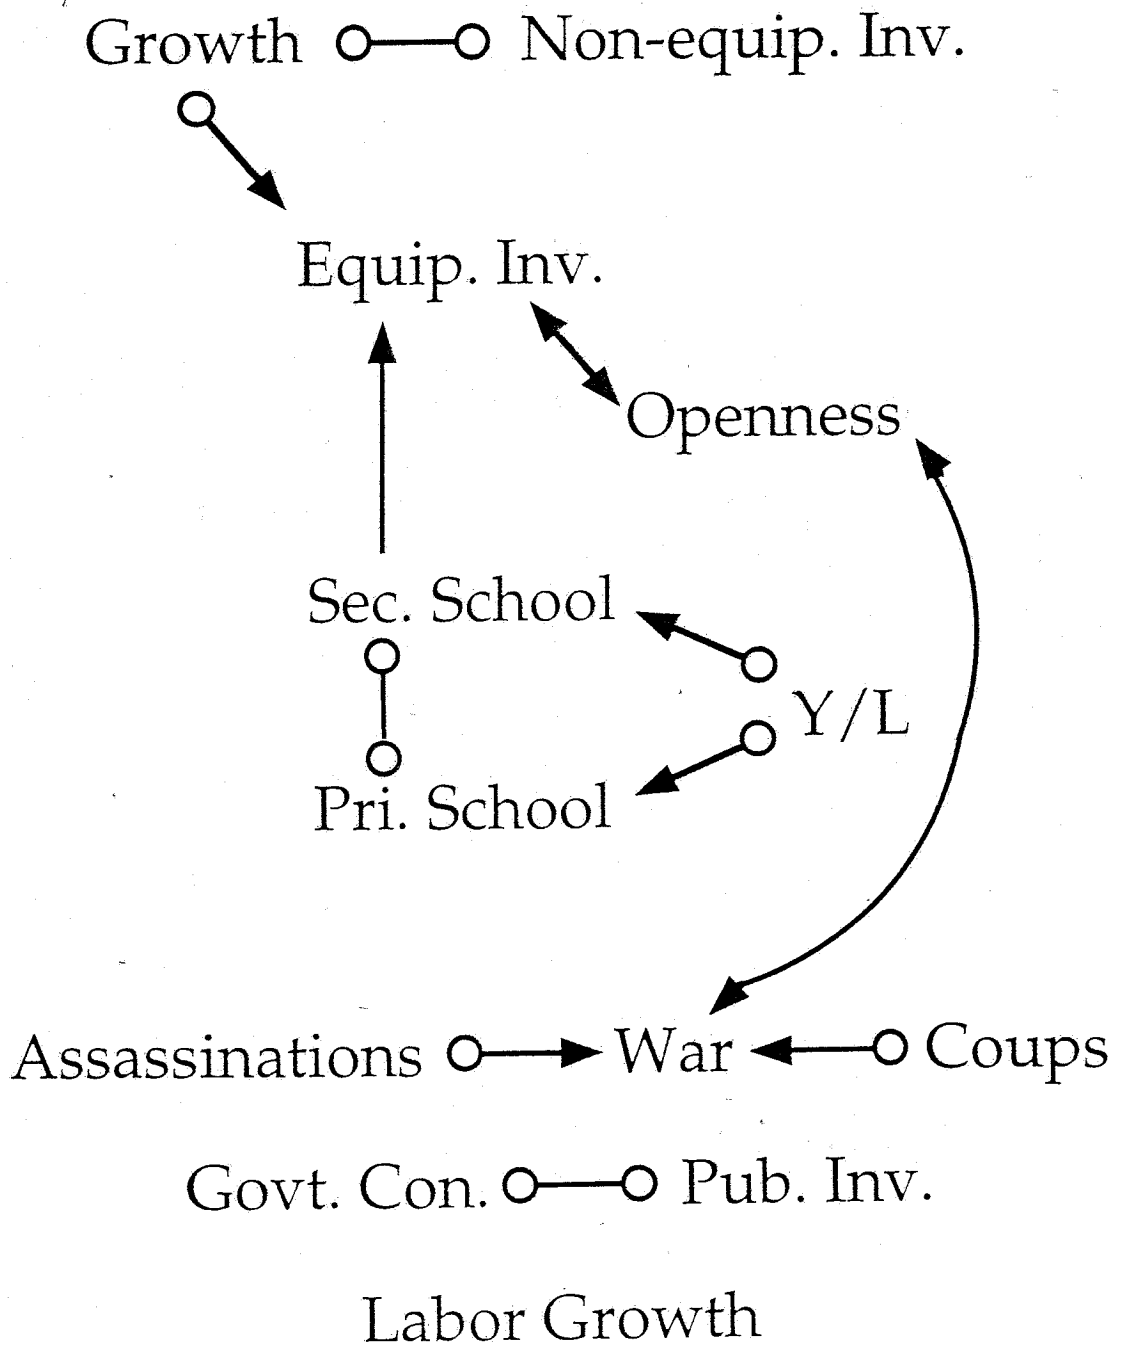 Growth Non-equip. Inv.
Equip. Inv.
Openness
Sec. School
Y/L
Pri. School
Assassinations War Coups
Govt. Con. Pub. Inv.
Labor Growth